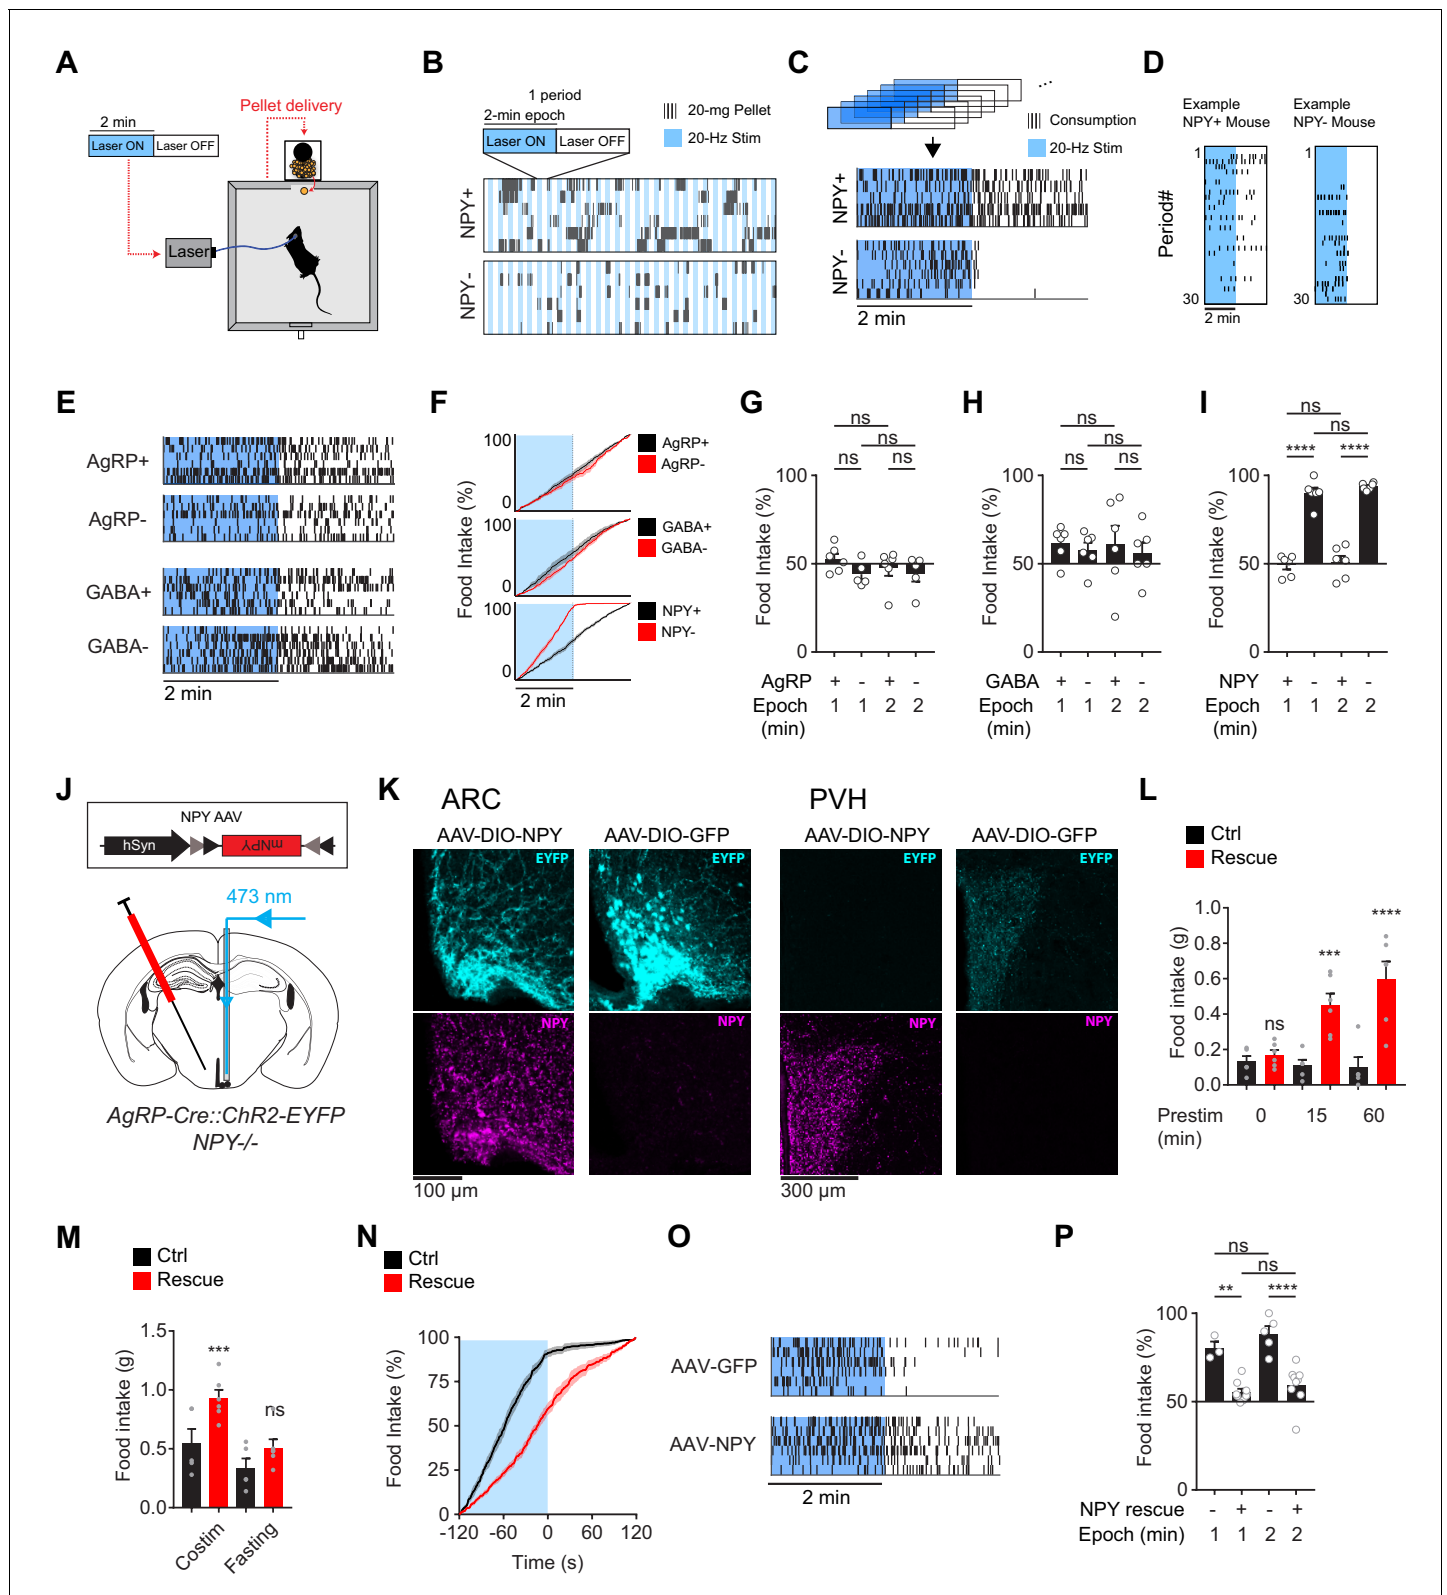 A
2 min
Laser ON
Laser OFF
Pellet delivery
Laser
B
1 period
2-min epoch
Laser ON
Laser OFF
20-mg Pellet
20-Hz Stim
NPY+
NPY-
C
...
Consumption
20-Hz Stim
NPY+
NPY-
2 min
D
Example
NPY+ Mouse
Example
NPY- Mouse
Period#
1
30
1
30
2 min
E
AgRP+
AgRP-
GABA+
GABA-
2 min
F
Food Intake (%)
100
0
AgRP+
AgRP-
100
0
GABA+
GABA-
100
0
NPY+
NPY-
2 min
G
ns
ns
ns
ns
Food Intake (%)
100
50
0
AgRP + - + -
Epoch 1 1 2 2
(min)
H
ns
ns
ns
ns
Food Intake (%)
100
50
0
GABA + - + -
Epoch 1 1 2 2
(min)
I
ns
ns
**** ****
Food Intake (%)
100
50
0
NPY + - + -
Epoch 1 1 2 2
(min)
J
NPY AAV
hSyn
mNPY
473 nm
AgRP-Cre::ChR2-EYFP
NPY-/-
K
ARC
PVH
AAV-DIO-NPY
AAV-DIO-GFP
AAV-DIO-NPY
AAV-DIO-GFP
EYFP
EYFP
EYFP
EYFP
NPY
NPY
NPY
NPY
100 µm
300 µm
L
Ctrl
Rescue
Food intake (g)
1.0
0.8
0.6
0.4
0.2
0.0
ns
***
****
Prestim 0 15 60
(min)
M
Ctrl
Rescue
Food intake (g)
1.5
1.0
0.5
0.0
***
ns
Costim
Fasting
N
Ctrl
Rescue
Food Intake (%)
100
75
50
25
0
-120 -60 0 60 120
Time (s)
O
AAV-GFP
AAV-NPY
2 min
P
ns
ns
** ****
Food intake (%)
100
50
0
NPY rescue - + - +
Epoch (min) 1 1 2 2